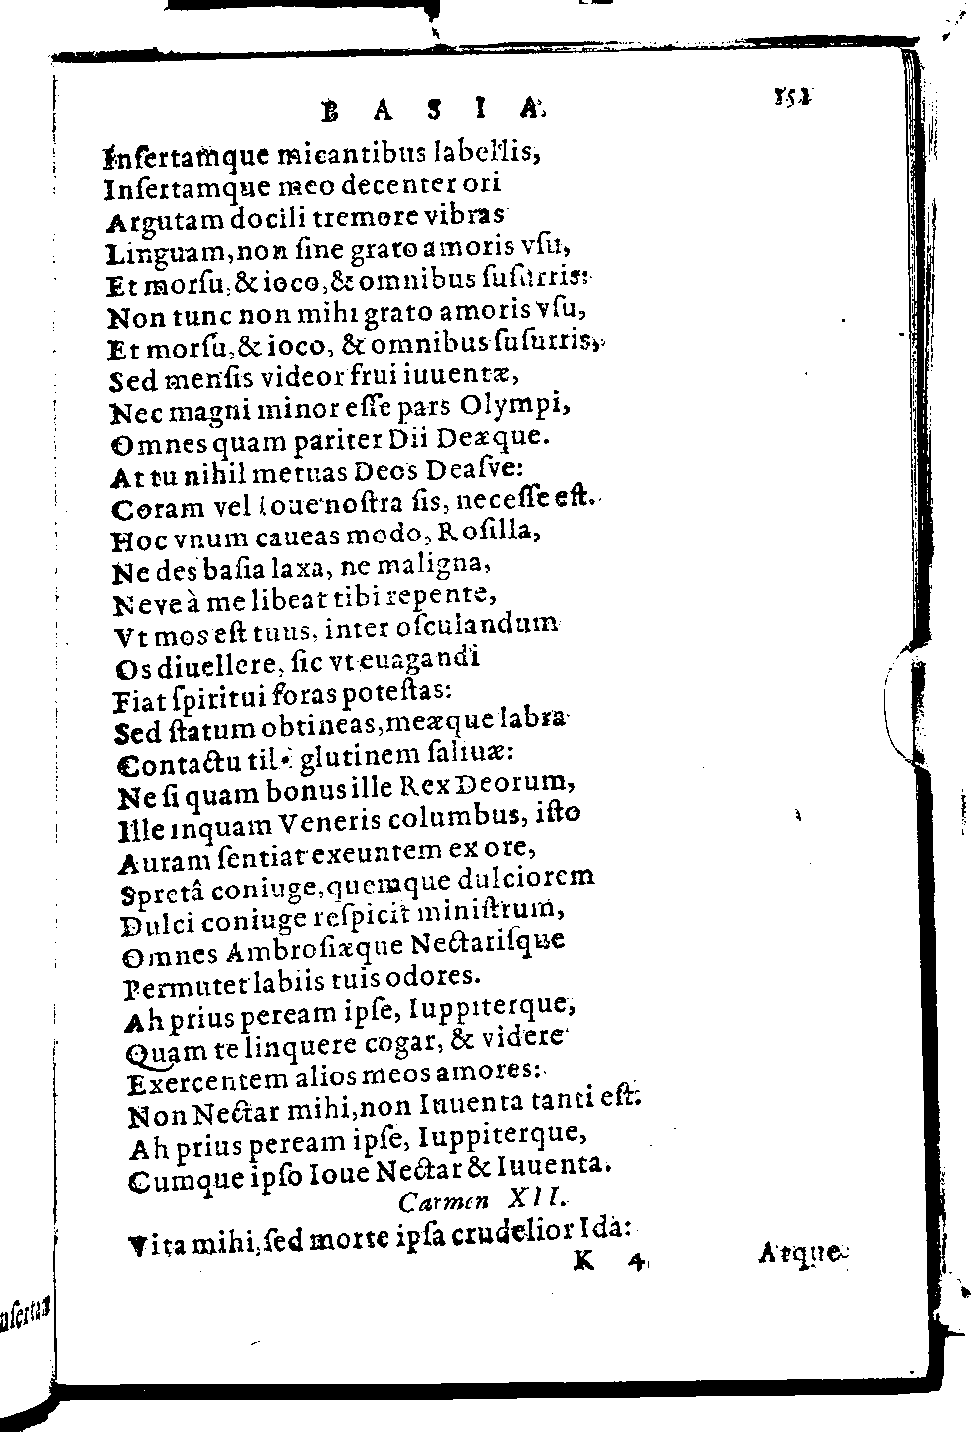 BASIA. 152
Inſertamque micantibus labellis,
Inſertamque meo decenter ori
Argutam docili tremore vibras
Linguam, non ſine grato amoris vſu,
Et morſu, & ioco, & omnibus ſuſurris:
Non tunc non mihi grato amoris vſu,
Et morſu, & ioco, & omnibus ſuſurris,
Sed menſis videor frui iuuentæ,
Nec magni minor eſſe pars Olympi,
Omnes quam pariter Dii Deæque.
At tu nihil metuas Deos Deaſve:
Coram vel Ioue noſtra ſis, neceſſe eſt.
Hoc vnum caueas modo, Roſilla,
Ne des baſia laxa, ne maligna,
Neve à me libeat tibi repente,
Vt mos eſt tuus, inter oſculandum
Os diuellere, ſic vt euagandi
Fiat ſpiritui foras poteſtas:
Sed ſtatum obtineas, meæque labra
Contactu glutinem ſaliuæ:
Ne ſi quam bonus ille Rex Deorum,
Ille inquam Veneris columbus, iſto
Auram ſentiat exeuntem ex ore,
Spretâ coniuge, quemque dulciorem
Dulci coniuge reſpicit miniſtrum,
Omnes Ambroſiæque Nectariſque
Permutet labiis tuis odores.
Ah prius peream ipſe, Iuppiterque,
Quam te linquere cogar, & videre
Exercentem alios meos amores:
Non Nectar mihi, non Iuuenta tanti eſt.
Ah prius peream ipſe, Iuppiterque,
Cumque ipſo Ioue Nectar & Iuuenta.
Carmen XII.
Vita mihi, ſed morte ipſa crudelior Ida:
K 4 Atque